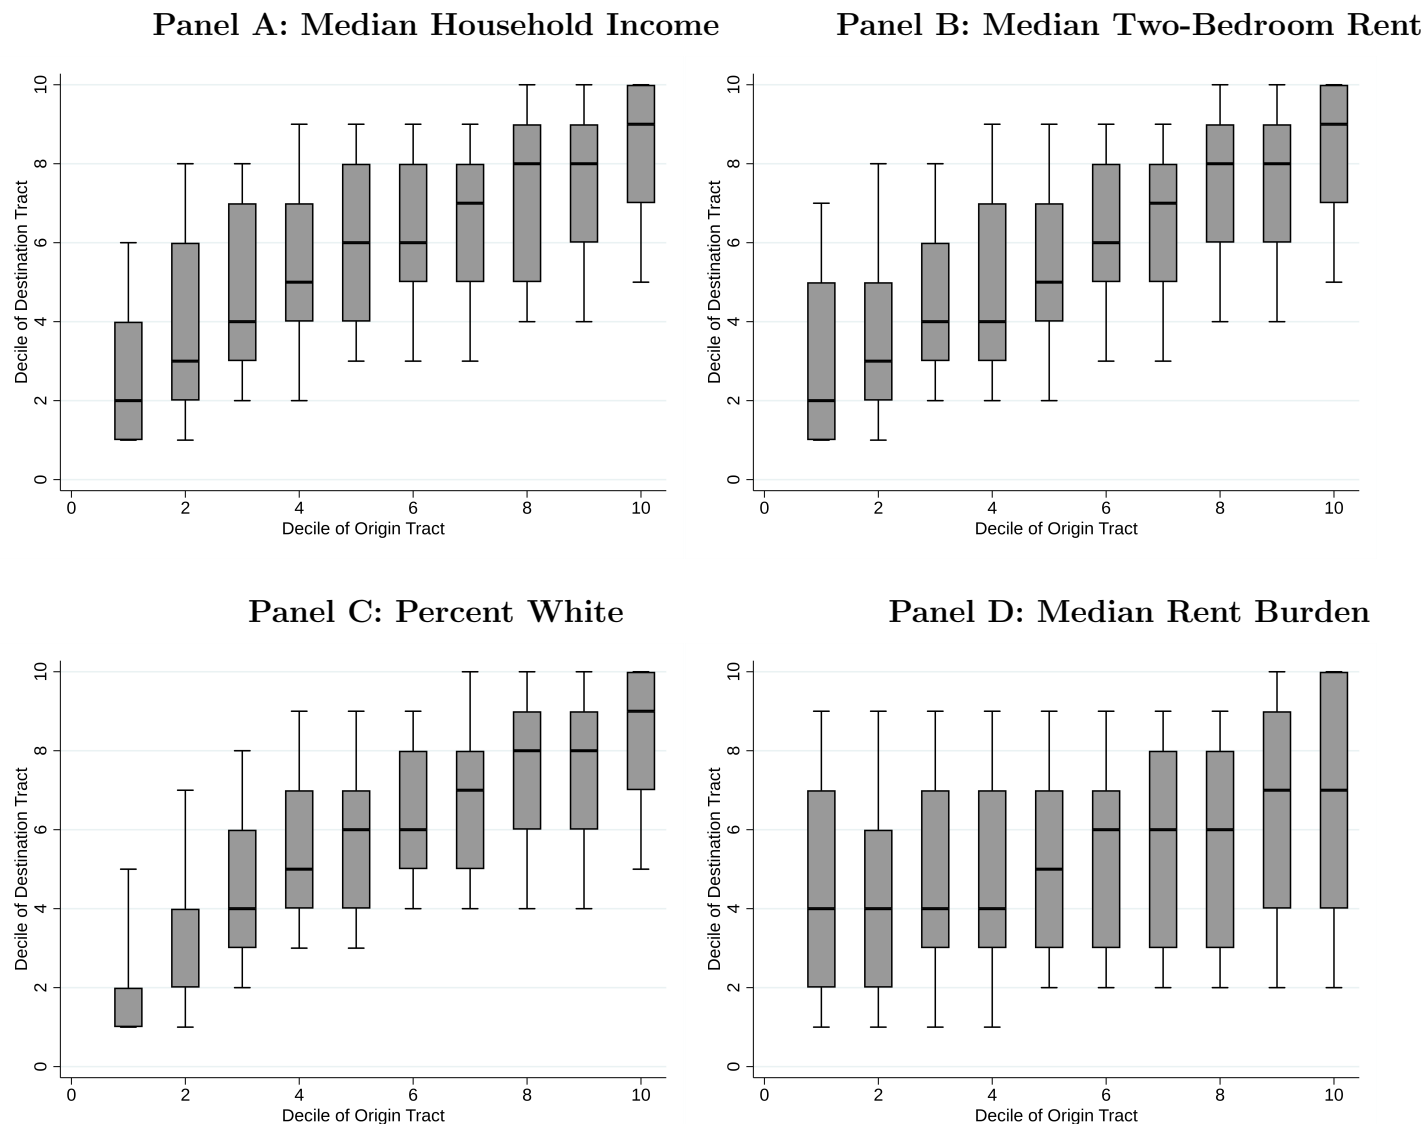 Panel A: Median Household Income
Decile of Destination Tract
10
8
6
4
2
0
0 2 4 6 8 10
Decile of Origin Tract
Panel B: Median Two-Bedroom Rent
Decile of Destination Tract
10
8
6
4
2
0
0 2 4 6 8 10
Decile of Origin Tract
Panel C: Percent White
Decile of Destination Tract
10
8
6
4
2
0
0 2 4 6 8 10
Decile of Origin Tract
Panel D: Median Rent Burden
Decile of Destination Tract
10
8
6
4
2
0
0 2 4 6 8 10
Decile of Origin Tract